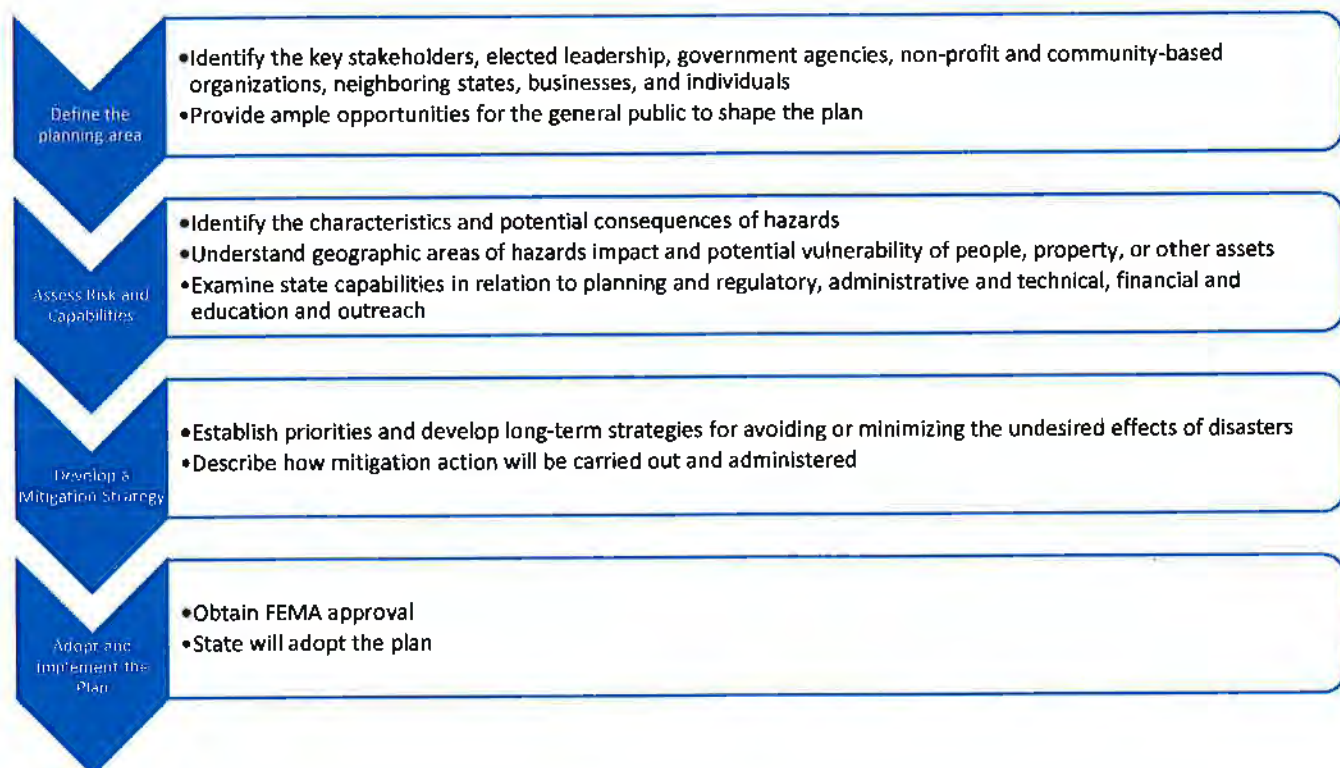 Define the
planning area
•Identify the key stakeholders, elected leadership, government agencies, non-profit and community-based
organizations, neighboring states, businesses, and individuals
•Provide ample opportunities for the general public to shape the plan
Assess Risk and
Capabilities
•Identify the characteristics and potential consequences of hazards
•Understand geographic areas of hazards impact and potential vulnerability of people, property, or other assets
•Examine state capabilities in relation to planning and regulatory, administrative and technical, financial and
education and outreach
Develop a
Mitigation Strategy
•Establish priorities and develop long-term strategies for avoiding or minimizing the undesired effects of disasters
•Describe how mitigation action will be carried out and administered
Adopt and
Implement the
Plan
•Obtain FEMA approval
•State will adopt the plan